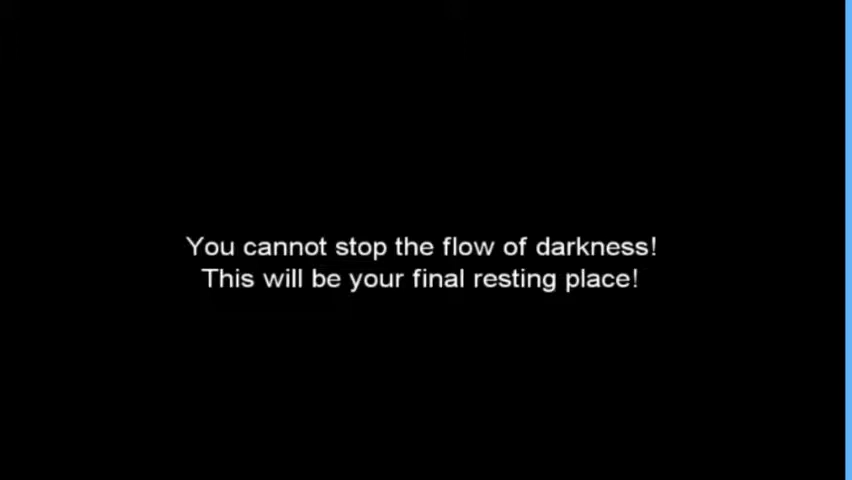 You cannot stop the flow of darkness!
This will be your final resting place!